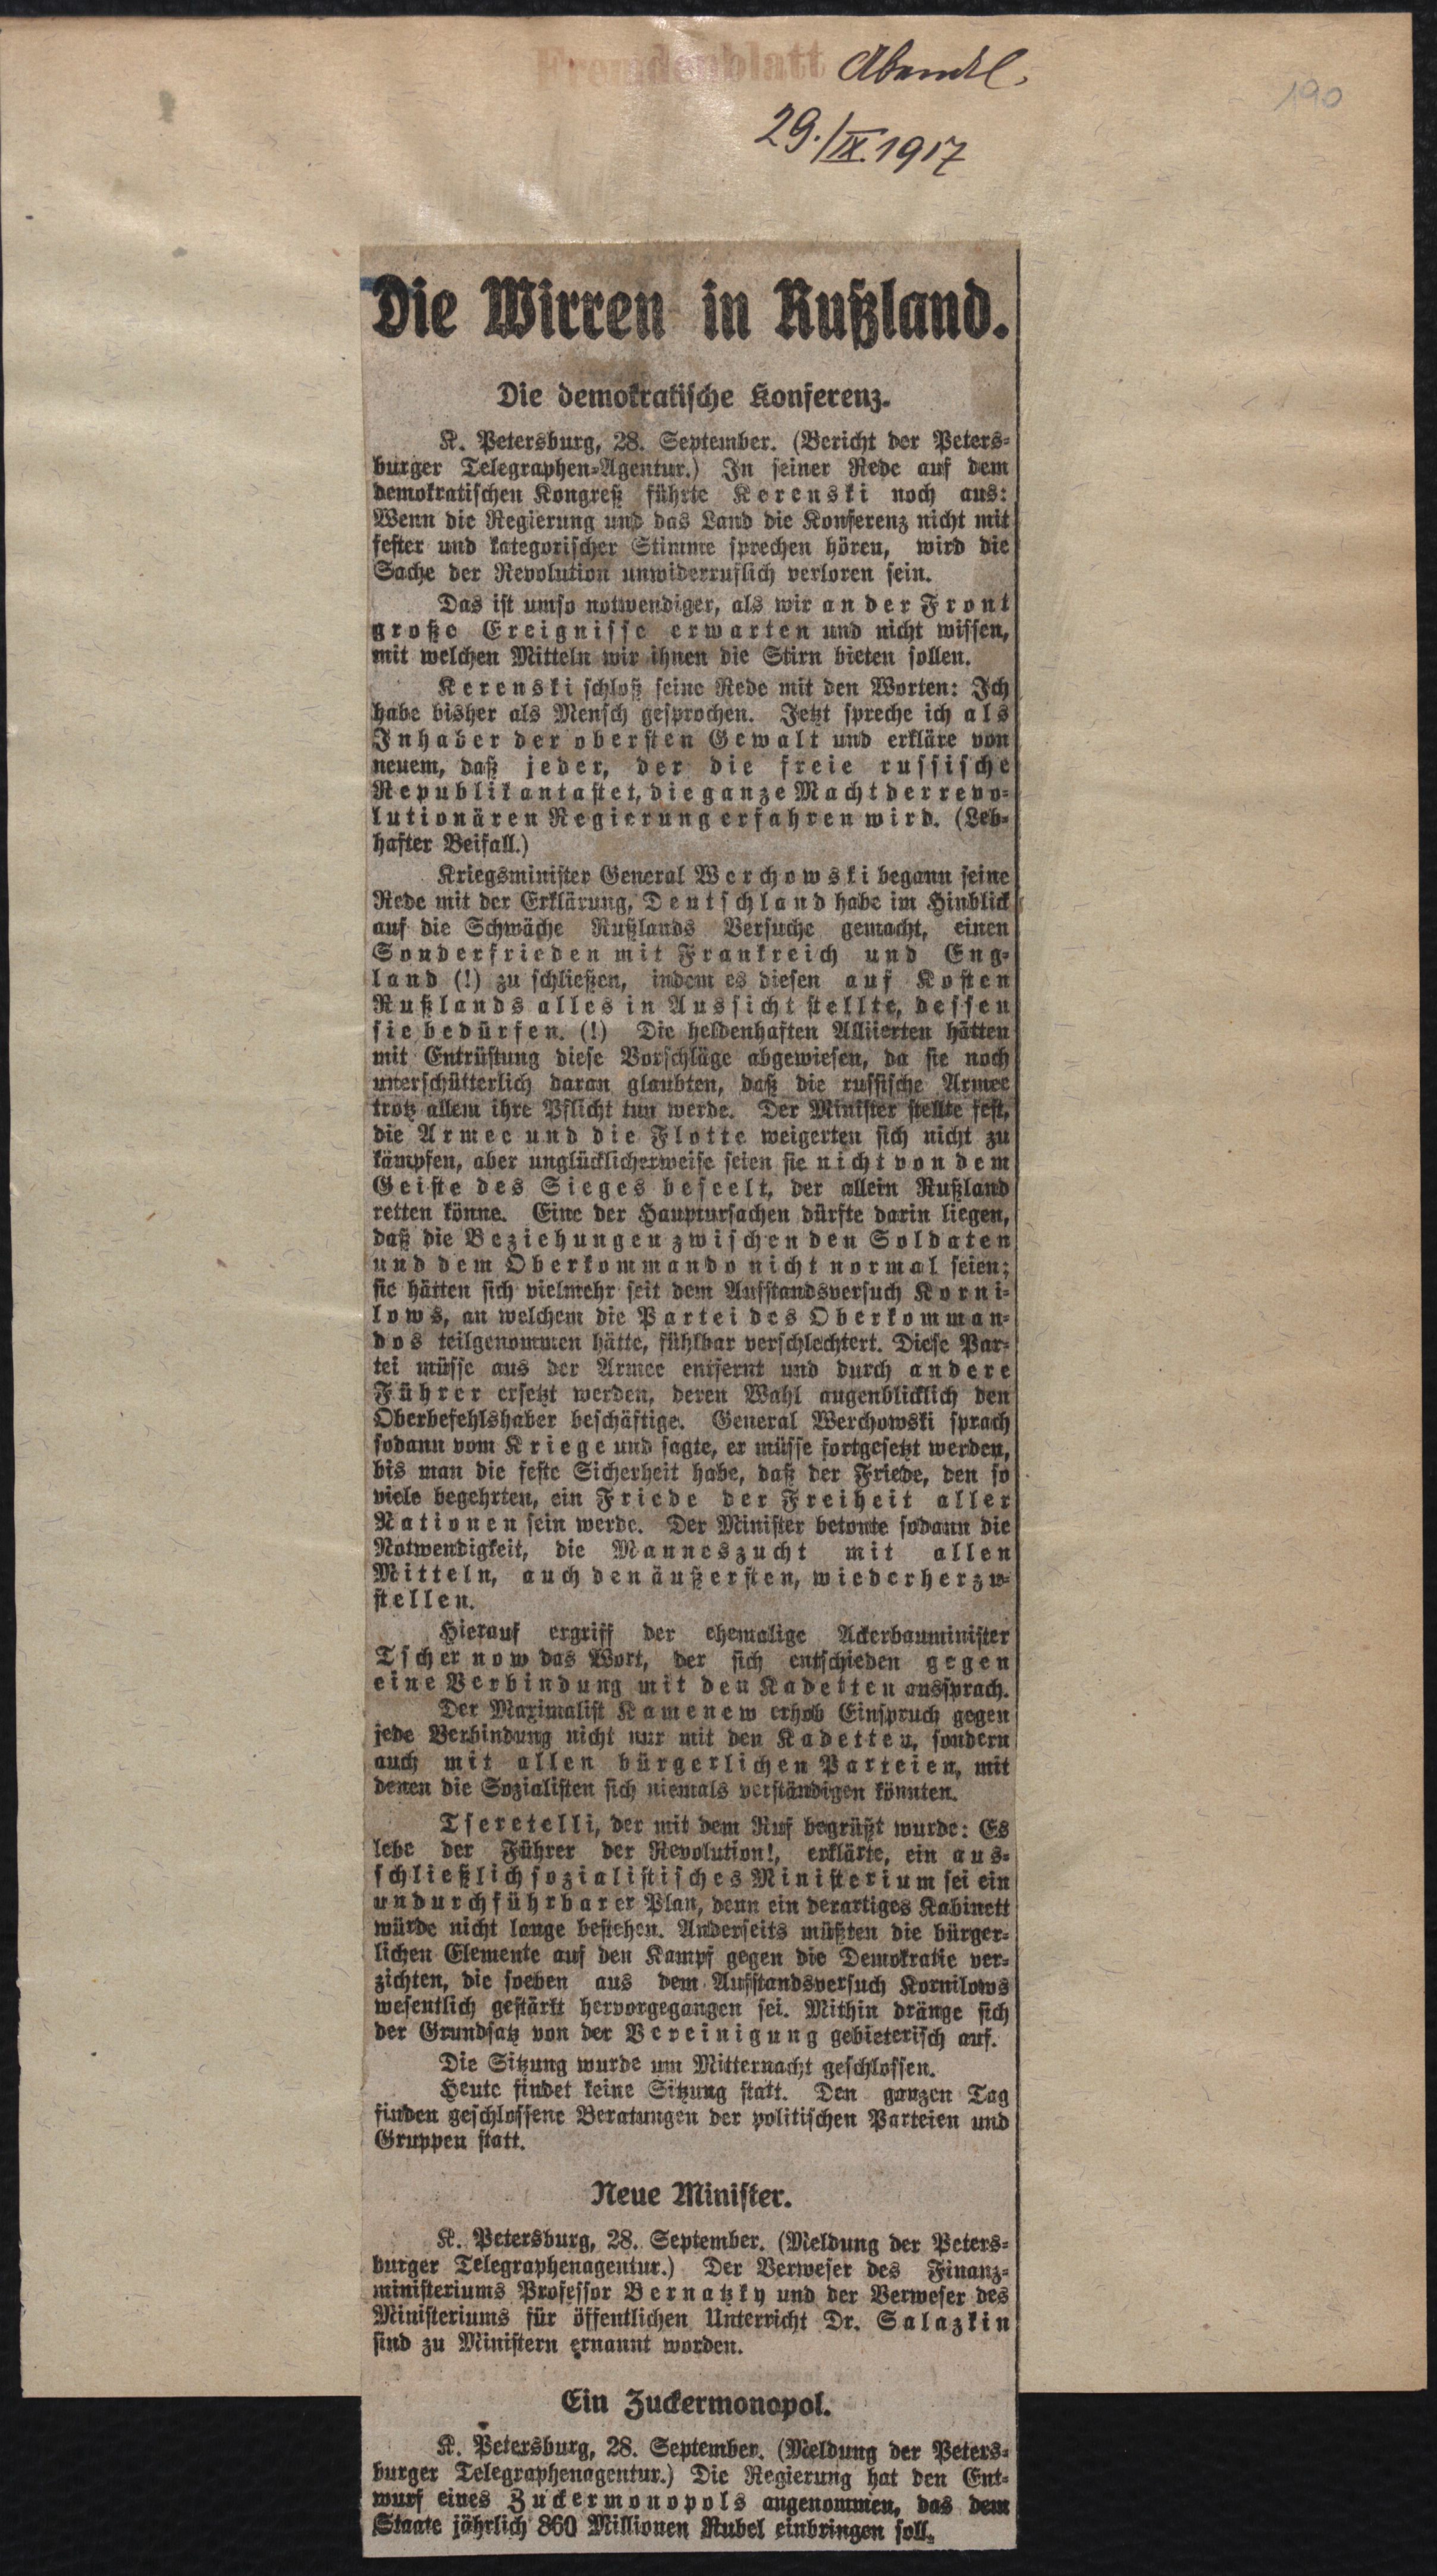 Fremdenblatt Abendbl.
29./IX. 1917
190
Die Wirren in Rußland.
Die demokratische Konferenz.
K. Petersburg, 28. September. (Bericht der Peters-
burger Telegraphen-Agentur.) In seiner Rede auf dem
demokratischen Kongreß führte Kerenski noch aus:
Wenn die Regierung und das Land die Konferenz nicht mit
fester und kategorischer Stimme sprechen hören, wird die
Sache der Revolution unwiderruflich verloren sein.
Das ist umso notwendiger, als wir an der Front
große Ereignisse erwarten und nicht wissen,
mit welchen Mitteln wir ihnen die Stirn bieten sollen.
Kerenski schloß seine Rede mit den Worten: Ich
habe bisher als Mensch gesprochen. Jetzt spreche ich als
Inhaber der obersten Gewalt und erkläre von
neuem, daß jeder, der die freie russische
Republik antastet, die ganze Macht der revo-
lutionären Regierung erfahren wird. (Leb-
hafter Beifall.)
Kriegsminister General Werchowski begann seine
Rede mit der Erklärung, Deutschland habe im Hinblick
auf die Schwäche Rußlands Versuche gemacht, einen
Sonderfrieden mit Frankreich und Eng-
land (!) zu schließen, indem es diesen auf Kosten
Rußlands alles in Aussicht stellte, dessen
sie bedürfen. (!) Die heldenhaften Alliierten hätten
mit Entrüstung diese Vorschläge abgewiesen, da sie noch
unerschütterlich daran glaubten, daß die russische Armee
trotz allem ihre Pflicht tun werde. Der Minister stellte fest,
die Armee und die Flotte weigerten sich nicht zu
kämpfen, aber unglücklicherweise seien sie nicht von dem
Geiste des Sieges beseelt, der allein Rußland
retten könne. Eine der Hauptursachen dürfte darin liegen,
daß die Beziehungen zwischen den Soldaten
und dem Oberkommando nicht normal seien;
sie hätten sich vielmehr seit dem Aufstandsversuch Korni-
lows, an welchem die Partei des Oberkomman-
dos teilgenommen hätte, fühlbar verschlechtert. Diese Par-
tei müsse aus der Armee entfernt und durch andere
Führer ersetzt werden, deren Wahl augenblicklich den
Oberbefehlshaber beschäftige. General Werchowski sprach
sodann vom Kriege und sagte, er müsse fortgesetzt werden,
bis man die feste Sicherheit habe, daß der Friede, den so
viele begehrten, ein Friede der Freiheit aller
Nationen sein werde. Der Minister betonte sodann die
Notwendigkeit, die Manneszucht mit allen
Mitteln, auch den äußersten, wiederherzu-
stellen.
Hierauf ergriff der ehemalige Ackerbauminister
Tschernow das Wort, der sich entschieden gegen
eine Verbindung mit den Kadetten aussprach.
Der Maximalist Kamenew erhob Einspruch gegen
jede Verbindung nicht nur mit den Kadetten, sondern
auch mit allen bürgerlichen Parteien, mit
denen die Sozialisten sich niemals verständigen könnten.
Tseretelli, der mit dem Ruf begrüßt wurde: Es
lebe der Führer der Revolution!, erklärte, ein aus-
schließlich sozialistisches Ministerium sei ein
undurchführbarer Plan, denn ein derartiges Kabinett
würde nicht lange bestehen. Anderseits müßten die bürger-
lichen Elemente auf den Kampf gegen die Demokratie ver-
zichten, die soeben aus dem Aufstandsversuch Kornilows
wesentlich gestärkt hervorgegangen sei. Mithin dränge sich
der Grundsatz von der Vereinigung gebieterisch auf.
Die Sitzung wurde um Mitternacht geschlossen.
Heute findet keine Sitzung statt. Den ganzen Tag
finden geschlossene Beratungen der politischen Parteien und
Gruppen statt.
Neue Minister.
K. Petersburg, 28. September. (Meldung der Peters-
burger Telegraphenagentur.) Der Verweser des Finanz-
ministeriums Professor Bernatzky und der Verweser des
Ministeriums für öffentlichen Unterricht Dr. Salazkin
sind zu Ministern ernannt worden.
Ein Zuckermonopol.
K. Petersburg, 28. September. (Meldung der Peters-
burger Telegraphenagentur.) Die Regierung hat den Ent-
wurf eines Zuckermonopols angenommen, das dem
Staate jährlich 860 Millionen Rubel einbringen soll.